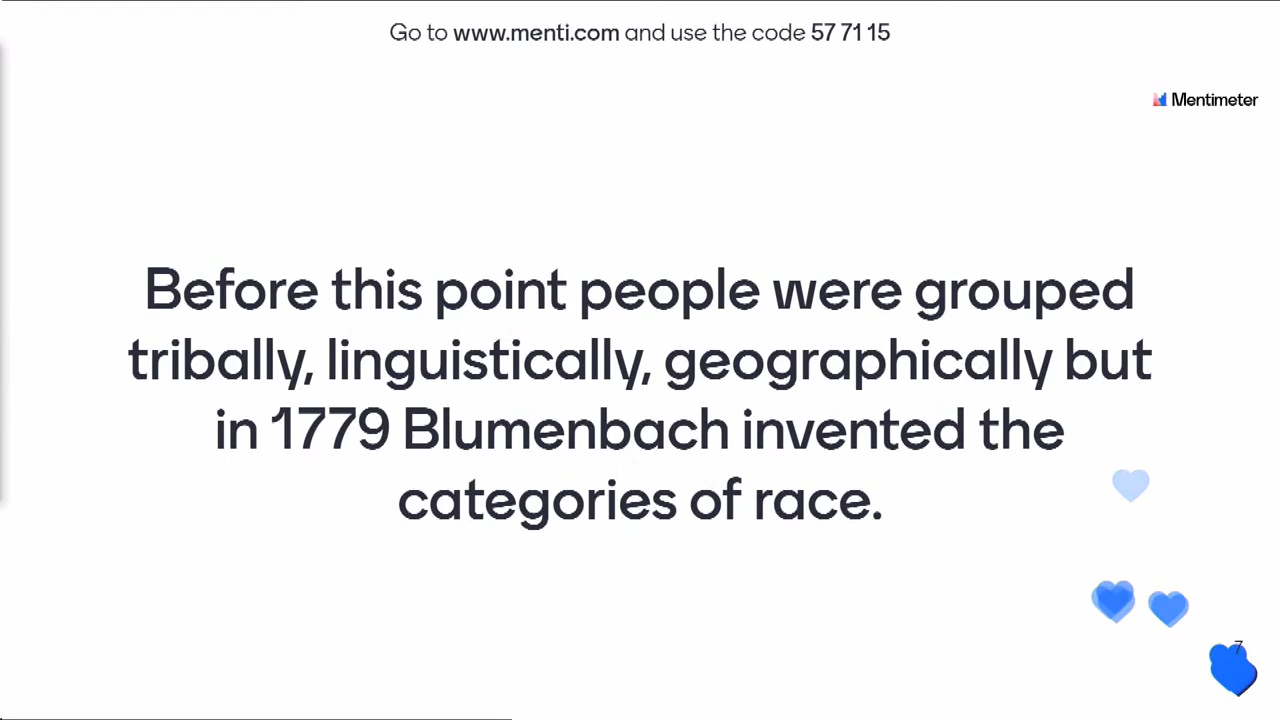 Go to www.menti.com and use the code 57 71 15
Mentimeter
Before this point people were grouped
tribally, linguistically, geographically but
in 1779 Blumenbach invented the
categories of race.
7